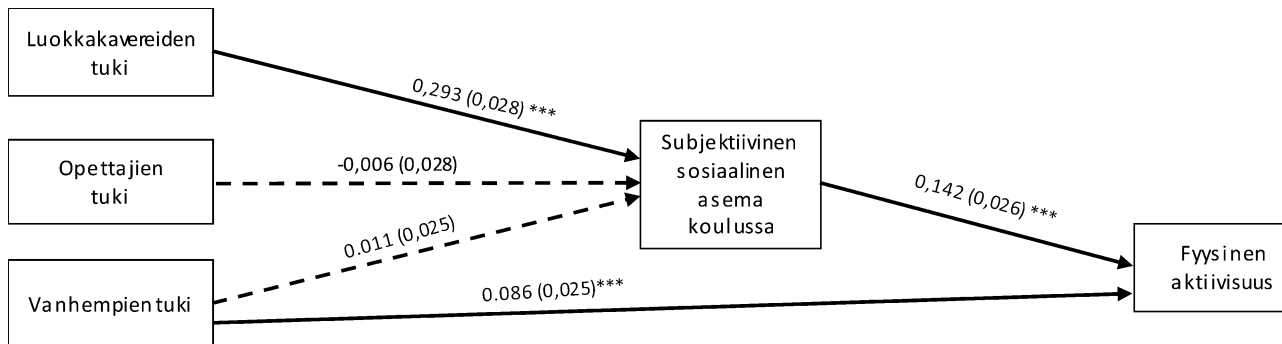 Luokkakavereiden
tuki
0,293 (0,028) ***
Opettajien
tuki
-0,006 (0,028)
Subjektiivinen
sosiaalinen
asema
koulussa
0,142 (0,026) ***
0.011 (0,025)
Vanhempien tuki
0.086 (0,025)***
Fyysinen
aktiivisuus